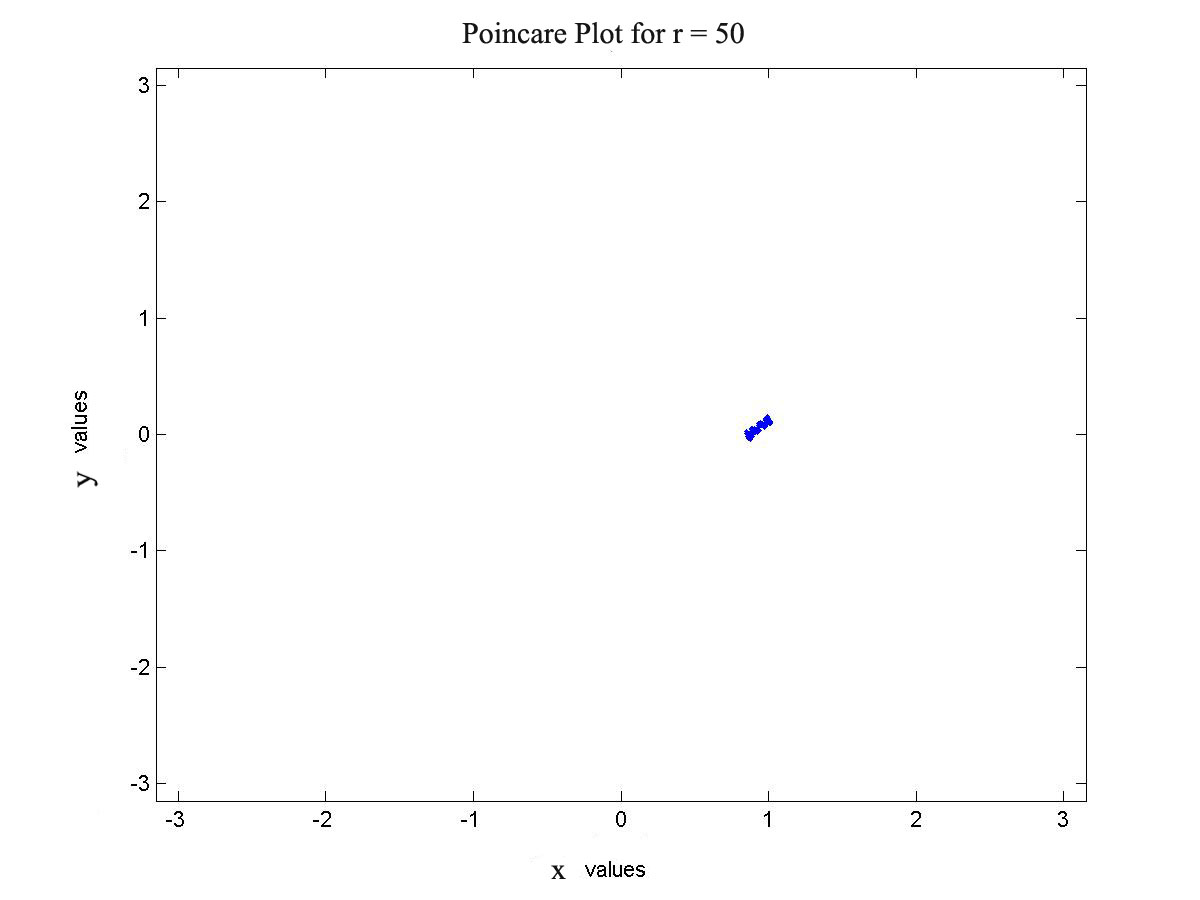 Poincare Plot for r = 50
3
2
1
0
-1
-2
-3
y values
-3 -2 -1 0 1 2 3
x values